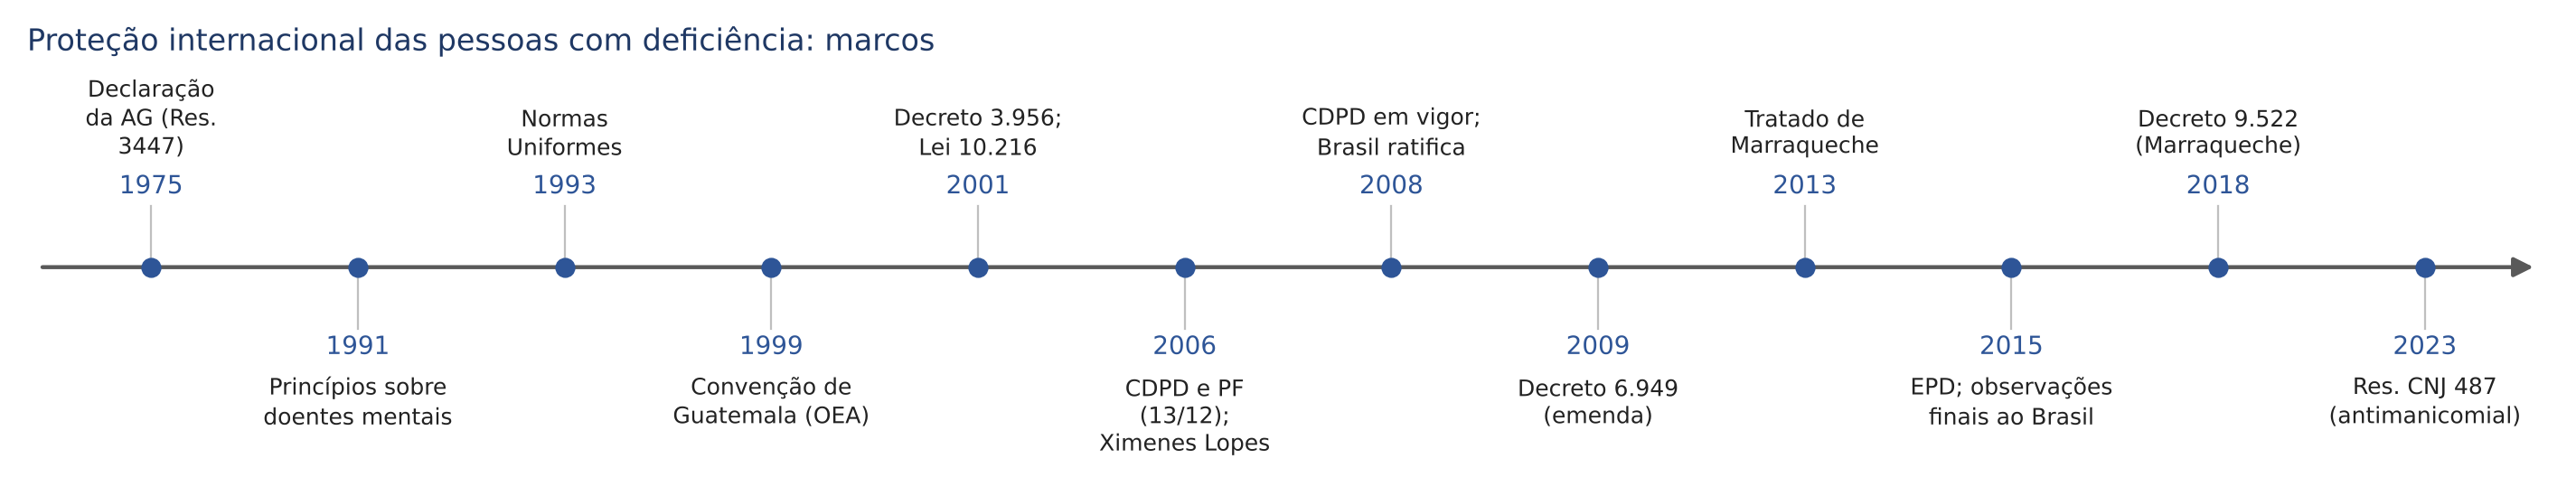 Proteção internacional das pessoas com deficiência: marcos
Declaração
da AG (Res.
3447)
1975
1991
Princípios sobre
doentes mentais
Normas
Uniformes
1993
1999
Convenção de
Guatemala (OEA)
Decreto 3.956;
Lei 10.216
2001
2006
CDPD e PF
(13/12);
Ximenes Lopes
CDPD em vigor;
Brasil ratifica
2008
2009
Decreto 6.949
(emenda)
Tratado de
Marraqueche
2013
2015
EPD; observações
finais ao Brasil
Decreto 9.522
(Marraqueche)
2018
2023
Res. CNJ 487
(antimanicomial)